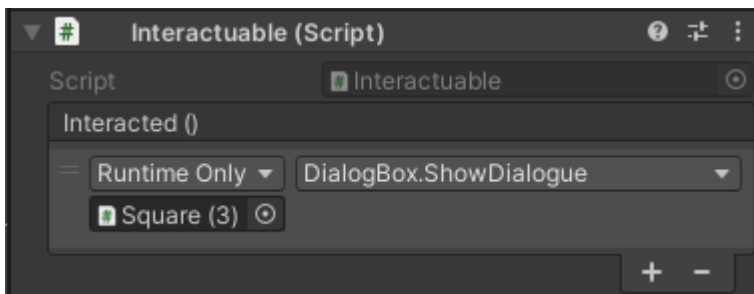 Interactuable (Script)
Script Interactuable
Interacted ()
Runtime Only DialogBox.ShowDialogue
Square (3)